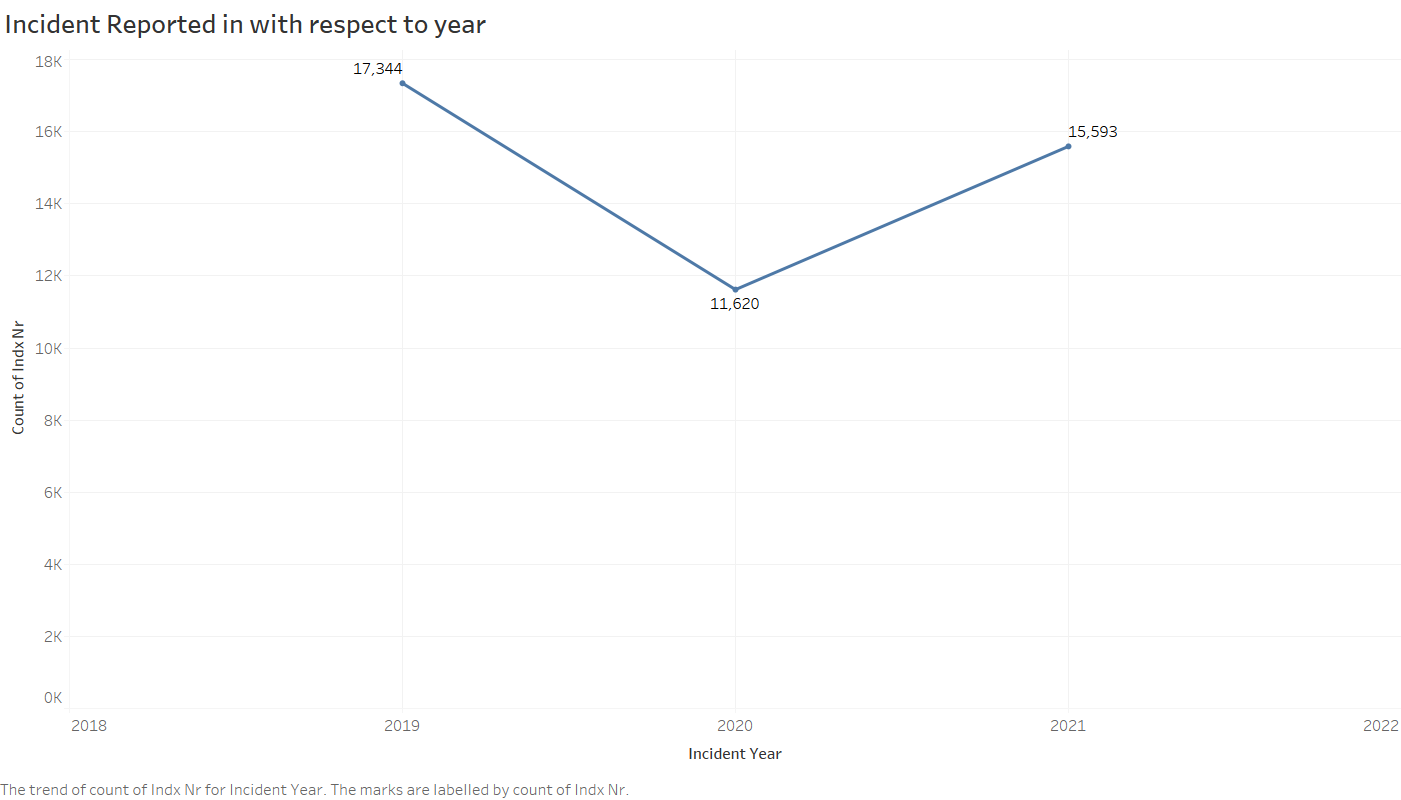 Incident Reported in with respect to year
18K
17,344
16K
15,593
14K
12K
11,620
10K
8K
6K
4K
2K
0K
Count of Indx Nr
2018 2019 2020 2021 2022
Incident Year
The trend of count of Indx Nr for Incident Year. The marks are labelled by count of Indx Nr.